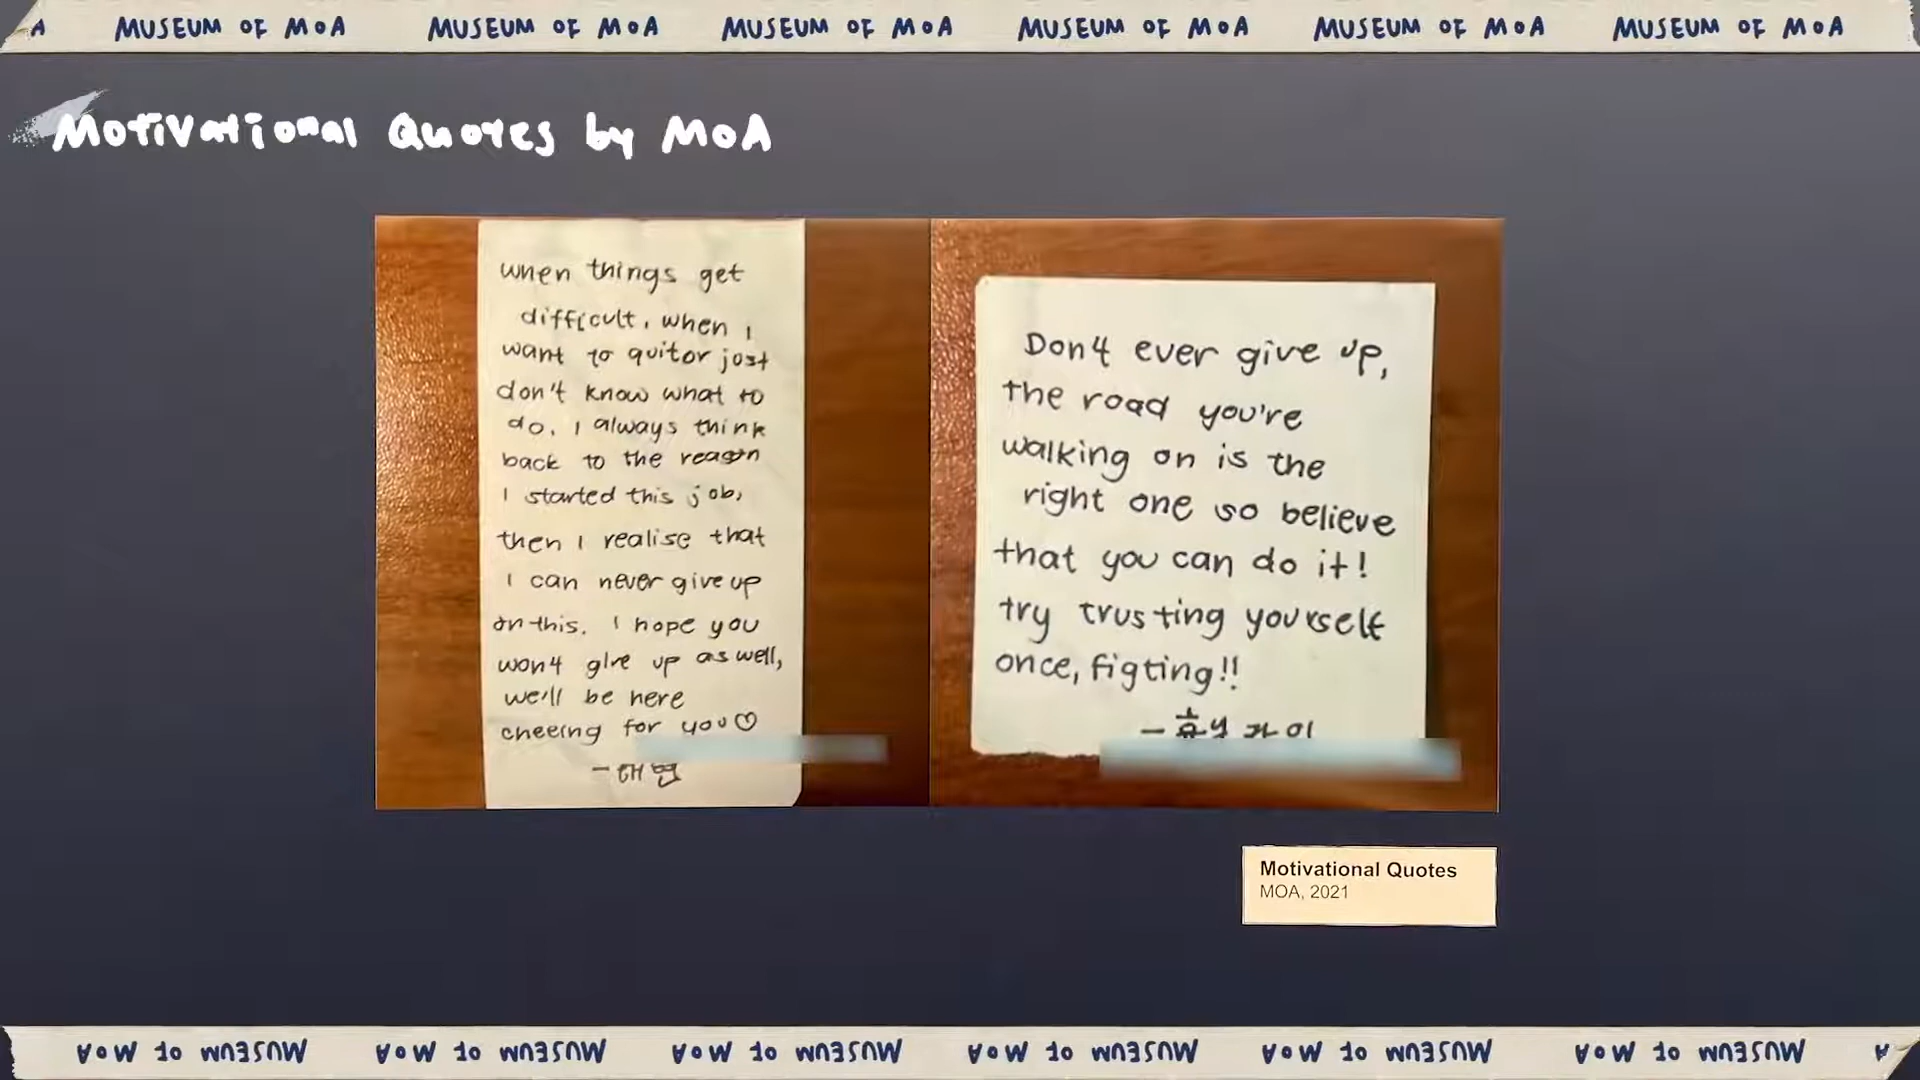 A MUSEUM OF MOA MUSEUM OF MOA MUSEUM OF MOA MUSEUM OF MOA MUSEUM OF MOA MUSEUM OF MOA
Motivational Quotes by MOA
when things get
difficult, when I
want to quitor just
don't know what to
do, I always think
back to the reason
I started this job,
then I realise that
I can never give up
on this. I hope you
won4 give up as well,
we'll be here
cheeing for you♡
- 태현
Don4 ever give up,
the road you're
walking on is the
right one so believe
that you can do it!
try trusting yourself
once, figting!!
Motivational Quotes
MOA, 2021
MUSEUM OF MOA MUSEUM OF MOA MUSEUM OF MOA MUSEUM OF MOA MUSEUM OF MOA MUSEUM OF MOA A